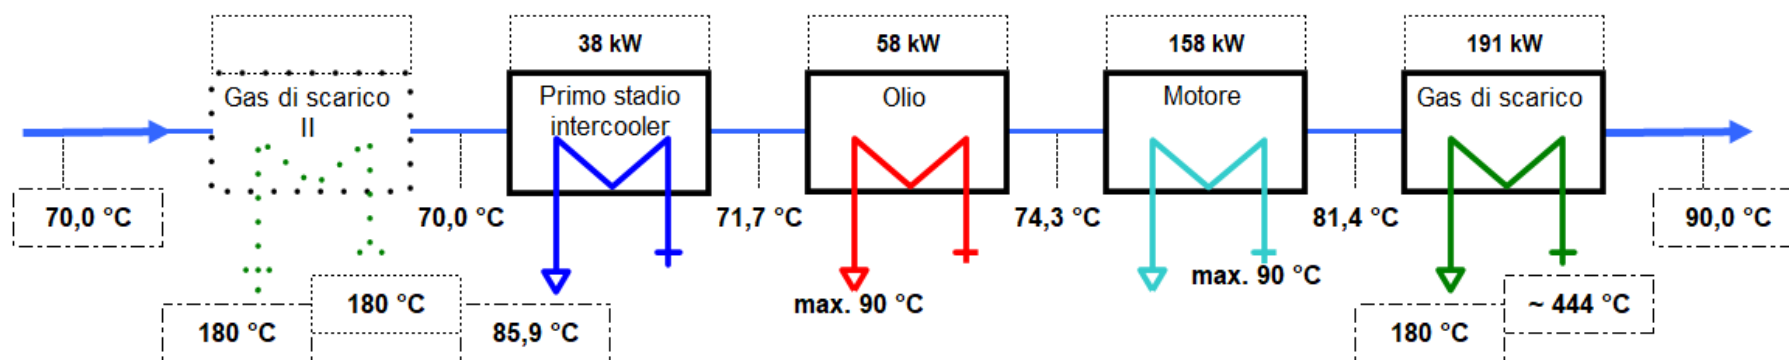 38 kW
58 kW
158 kW
191 kW
Gas di scarico
II
Primo stadio
intercooler
Olio
Motore
Gas di scarico
70,0 °C
70,0 °C
71,7 °C
74,3 °C
81,4 °C
90,0 °C
180 °C
180 °C
85,9 °C
max. 90 °C
max. 90 °C
180 °C
~ 444 °C